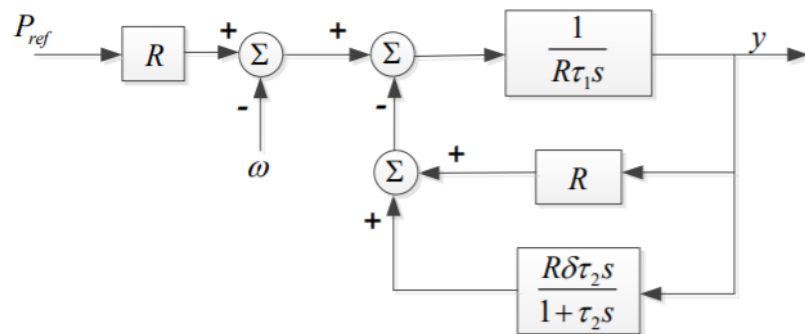 P_ref R + Σ + Σ 1/(Rτ₁s) y
- -
ω Σ + R
+ Rδτ₂s/(1+τ₂s)